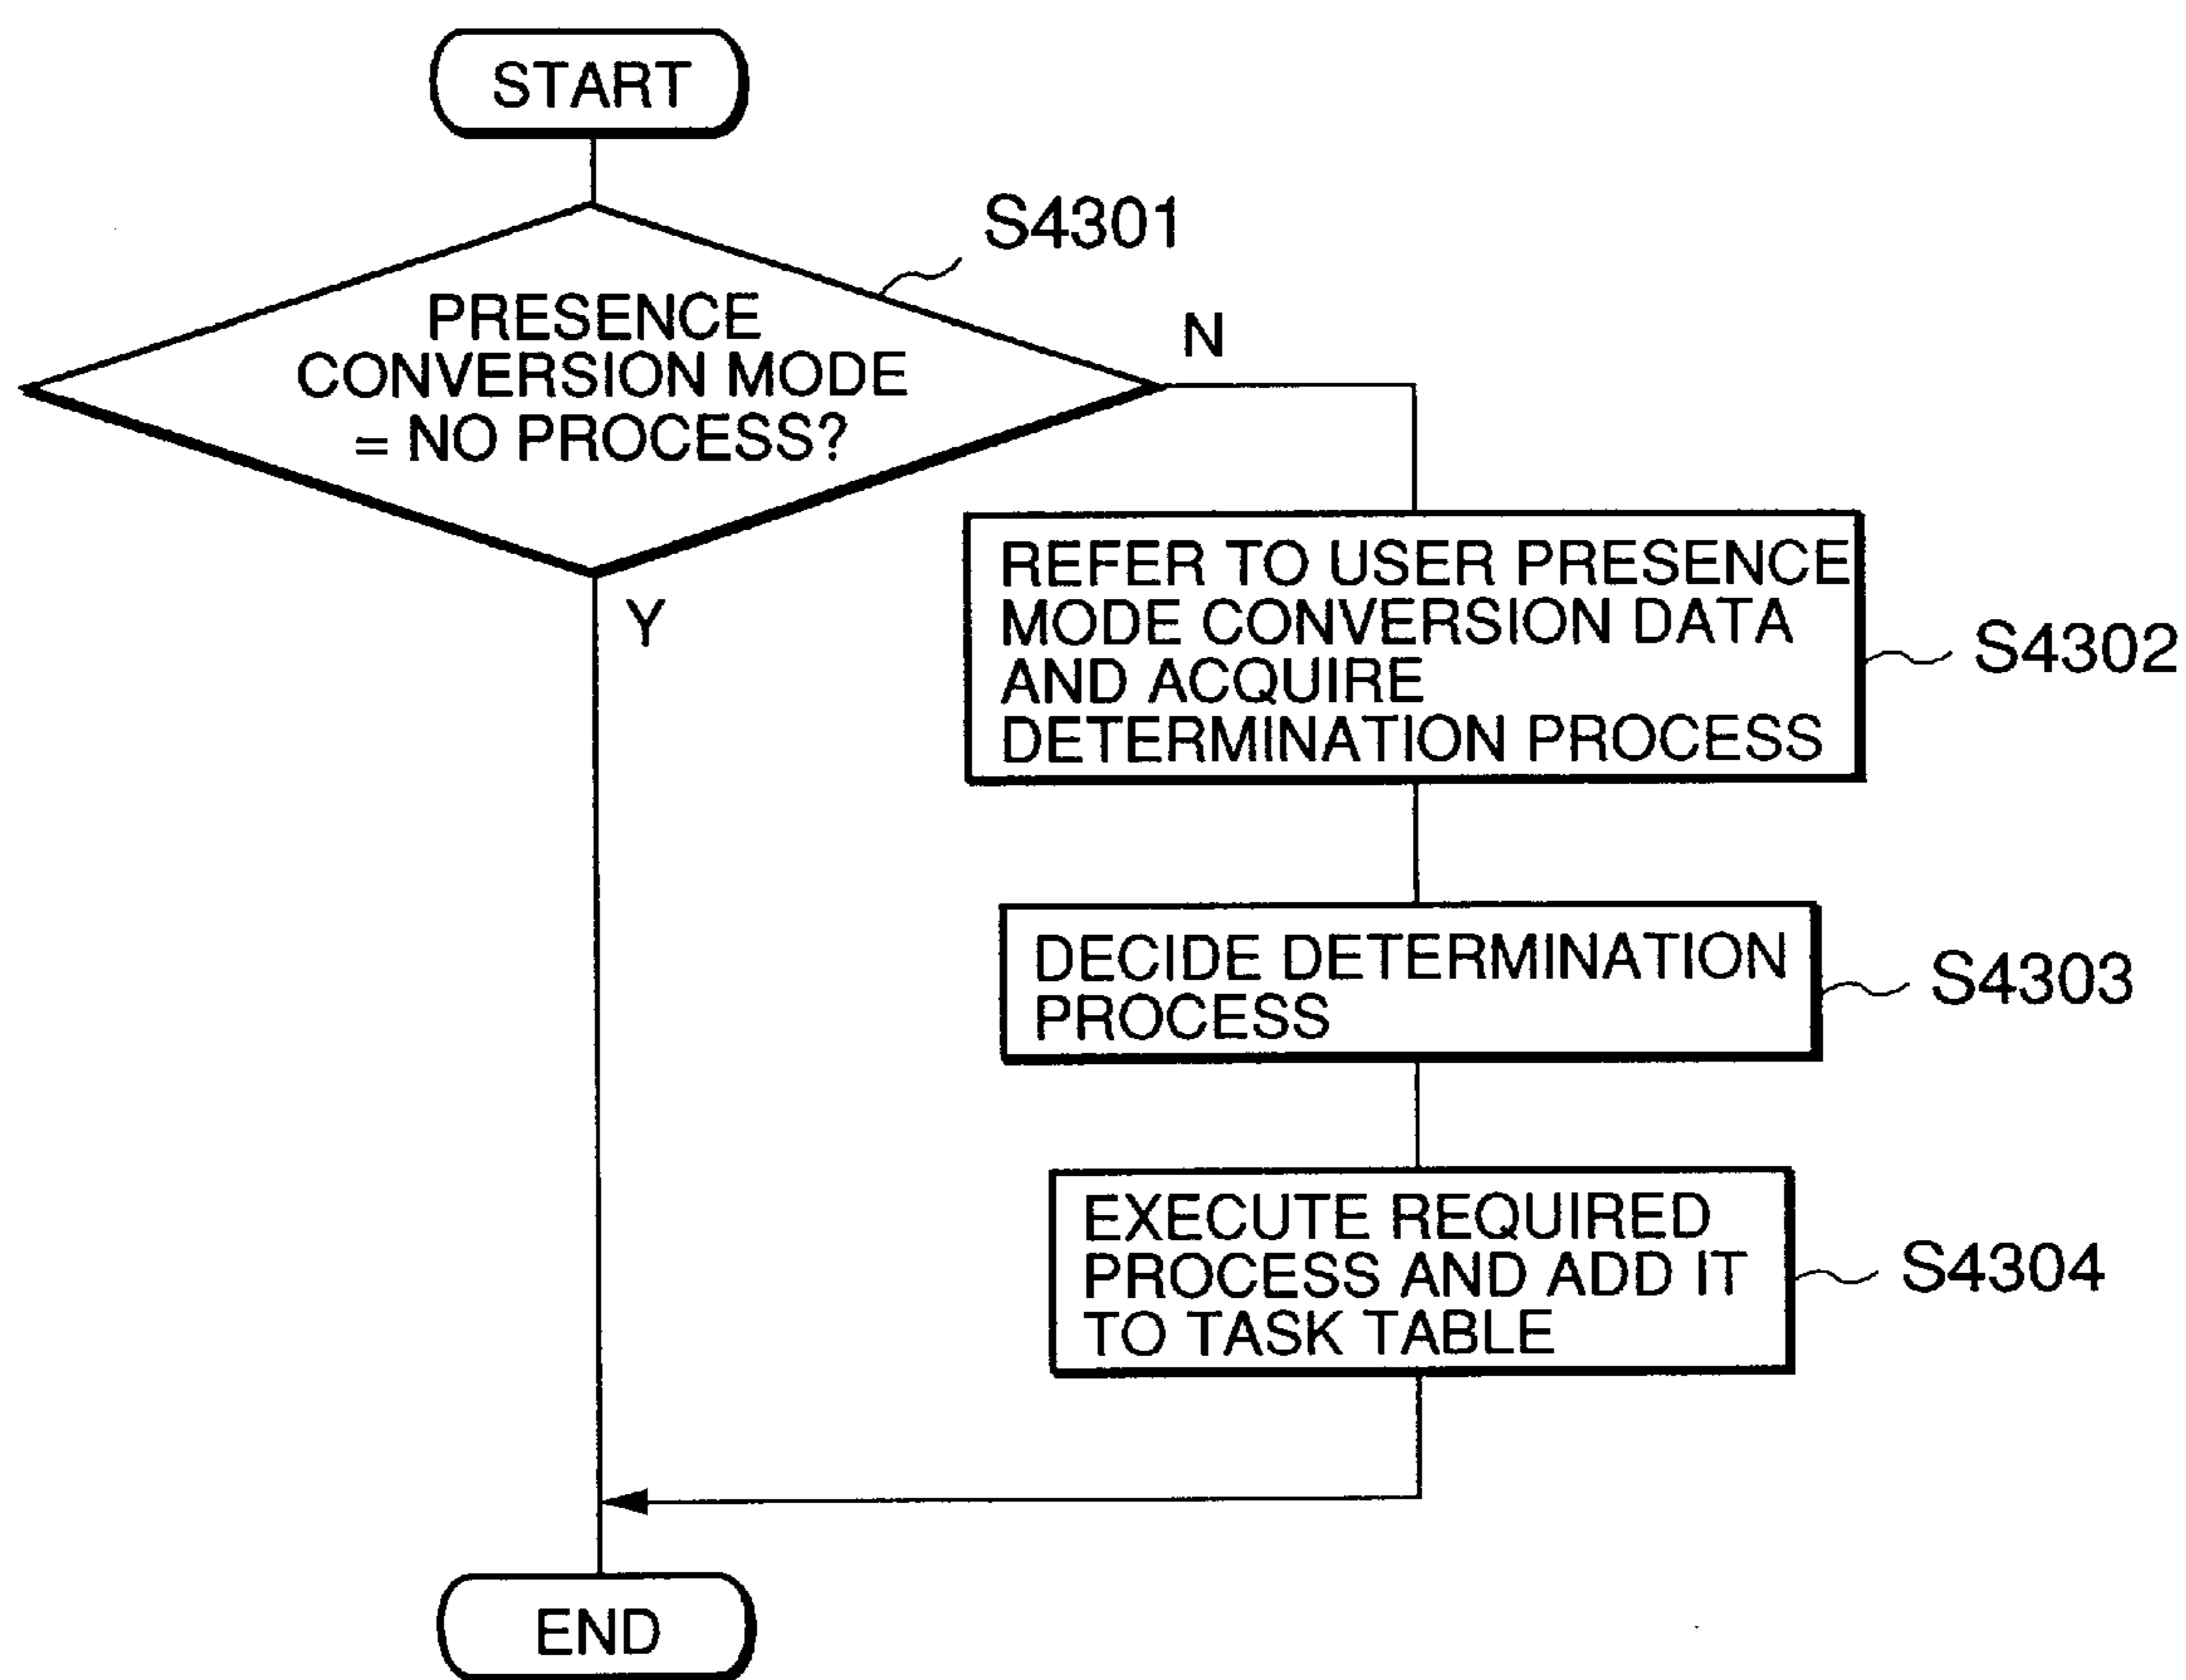 START
S4301
PRESENCE
CONVERSION MODE
= NO PROCESS?
N
Y
REFER TO USER PRESENCE
MODE CONVERSION DATA
AND ACQUIRE
DETERMINATION PROCESS
S4302
DECIDE DETERMINATION
PROCESS
S4303
EXECUTE REQUIRED
PROCESS AND ADD IT
TO TASK TABLE
S4304
END